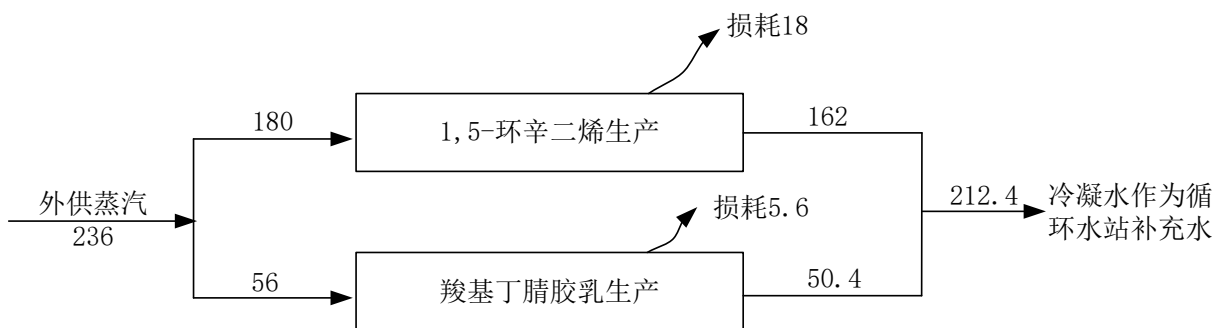 损耗18
180
1,5-环辛二烯生产
162
外供蒸汽
236
212.4
冷凝水作为循
环水站补充水
损耗5.6
56
羧基丁腈胶乳生产
50.4